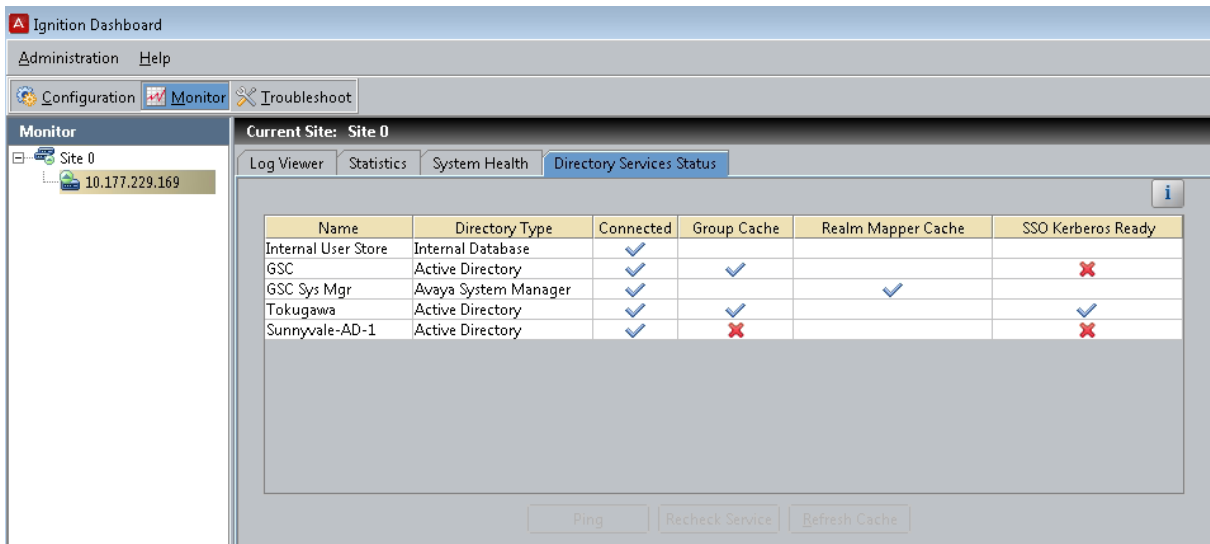 Ignition Dashboard
Administration Help
Configuration Monitor Troubleshoot
Monitor
Site 0
10.177.229.169
Current Site: Site 0
Log Viewer Statistics System Health Directory Services Status
i
Name Directory Type Connected Group Cache Realm Mapper Cache SSO Kerberos Ready
Internal User Store Internal Database
GSC Active Directory
GSC Sys Mgr Avaya System Manager
Tokugawa Active Directory
Sunnyvale-AD-1 Active Directory
Ping Recheck Service Refresh Cache